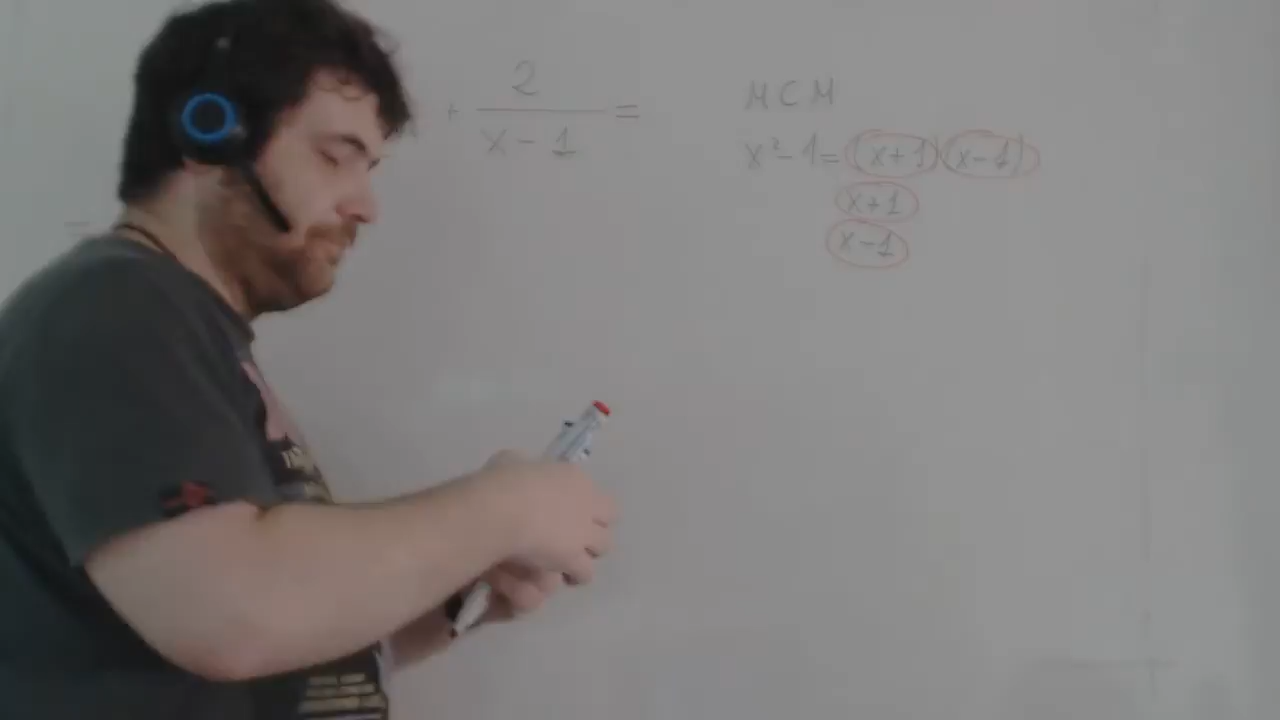 + 2/(x-1) =
MCM
x²-1=(x+1)(x-1)
x+1
x-1